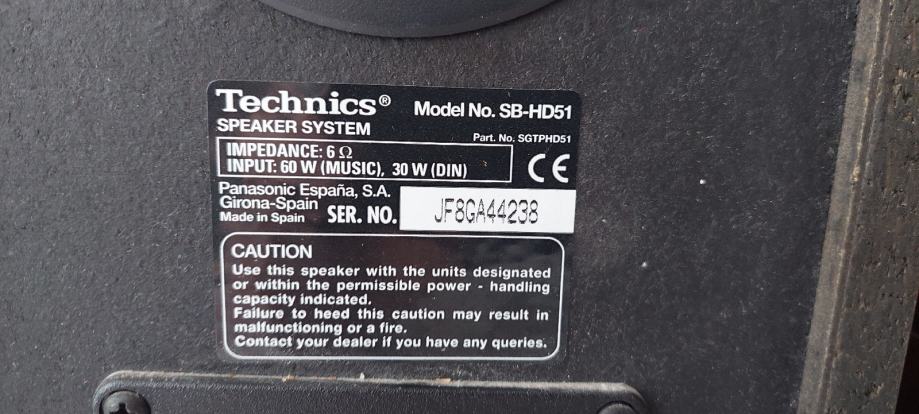 Technics®
Model No. SB-HD51
SPEAKER SYSTEM
Part. No. SGTPHD51
IMPEDANCE: 6 Ω
INPUT: 60 W (MUSIC), 30 W (DIN)
CE
Panasonic España, S.A.
Girona-Spain
Made in Spain
SER. NO. JF8GA44238
CAUTION
Use this speaker with the units designated
or within the permissible power - handling
capacity indicated.
Failure to heed this caution may result in
malfunctioning or a fire.
Contact your dealer if you have any queries.